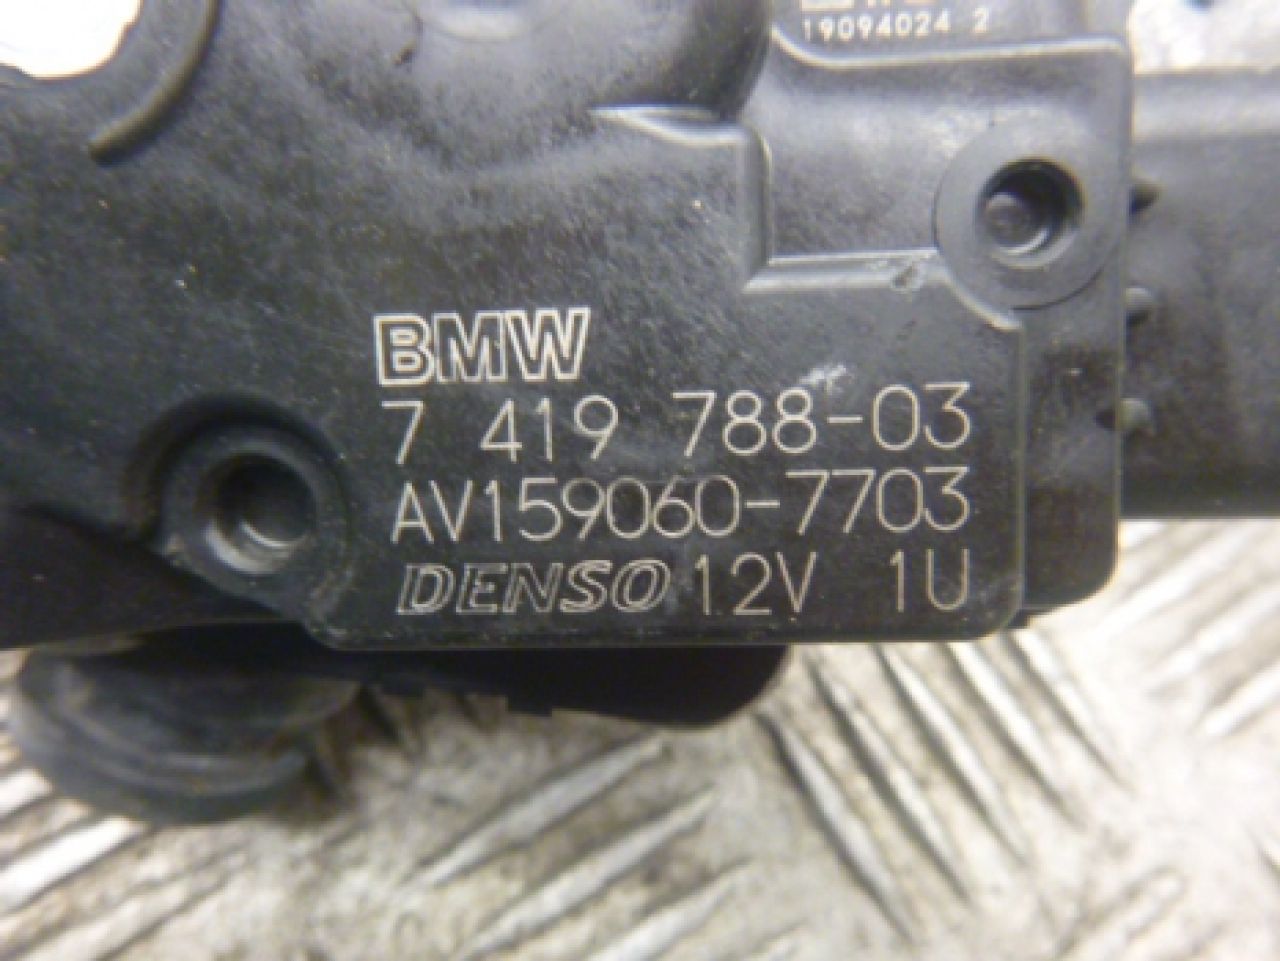 19094024 2
BMW
7 419 788-03
AV159060-7703
DENSO 12V 1U